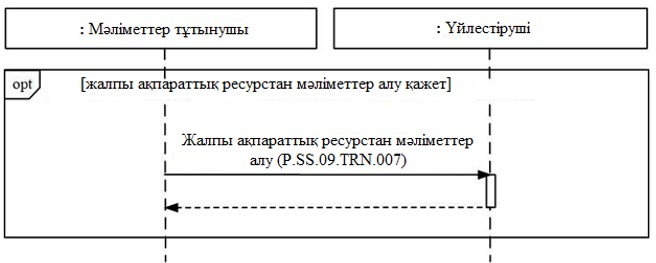 : Мәліметтер тұтынушы
: Үйлестіруші
opt
[жалпы ақпараттық ресурстан мәліметтер алу қажет]
Жалпы ақпараттық ресурстан мәліметтер
алу (P.SS.09.TRN.007)